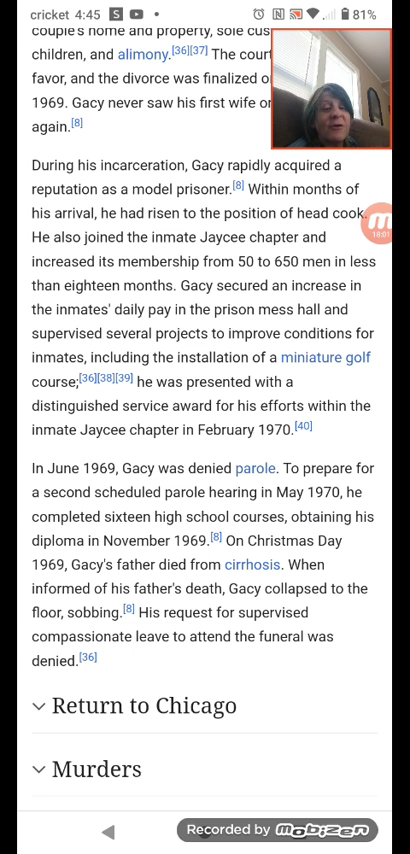 cricket 4:45 S 81%
couple's home and property, sole cus
children, and alimony.[36][37] The court
favor, and the divorce was finalized o
1969. Gacy never saw his first wife or
again.[8]
During his incarceration, Gacy rapidly acquired a
reputation as a model prisoner.[8] Within months of
his arrival, he had risen to the position of head cook.
He also joined the inmate Jaycee chapter and
m
18:01
increased its membership from 50 to 650 men in less
than eighteen months. Gacy secured an increase in
the inmates' daily pay in the prison mess hall and
supervised several projects to improve conditions for
inmates, including the installation of a miniature golf
course;[36][38][39] he was presented with a
distinguished service award for his efforts within the
inmate Jaycee chapter in February 1970.[40]
In June 1969, Gacy was denied parole. To prepare for
a second scheduled parole hearing in May 1970, he
completed sixteen high school courses, obtaining his
diploma in November 1969.[8] On Christmas Day
1969, Gacy's father died from cirrhosis. When
informed of his father's death, Gacy collapsed to the
floor, sobbing.[8] His request for supervised
compassionate leave to attend the funeral was
denied.[36]
Return to Chicago
Murders
Recorded by mobizen